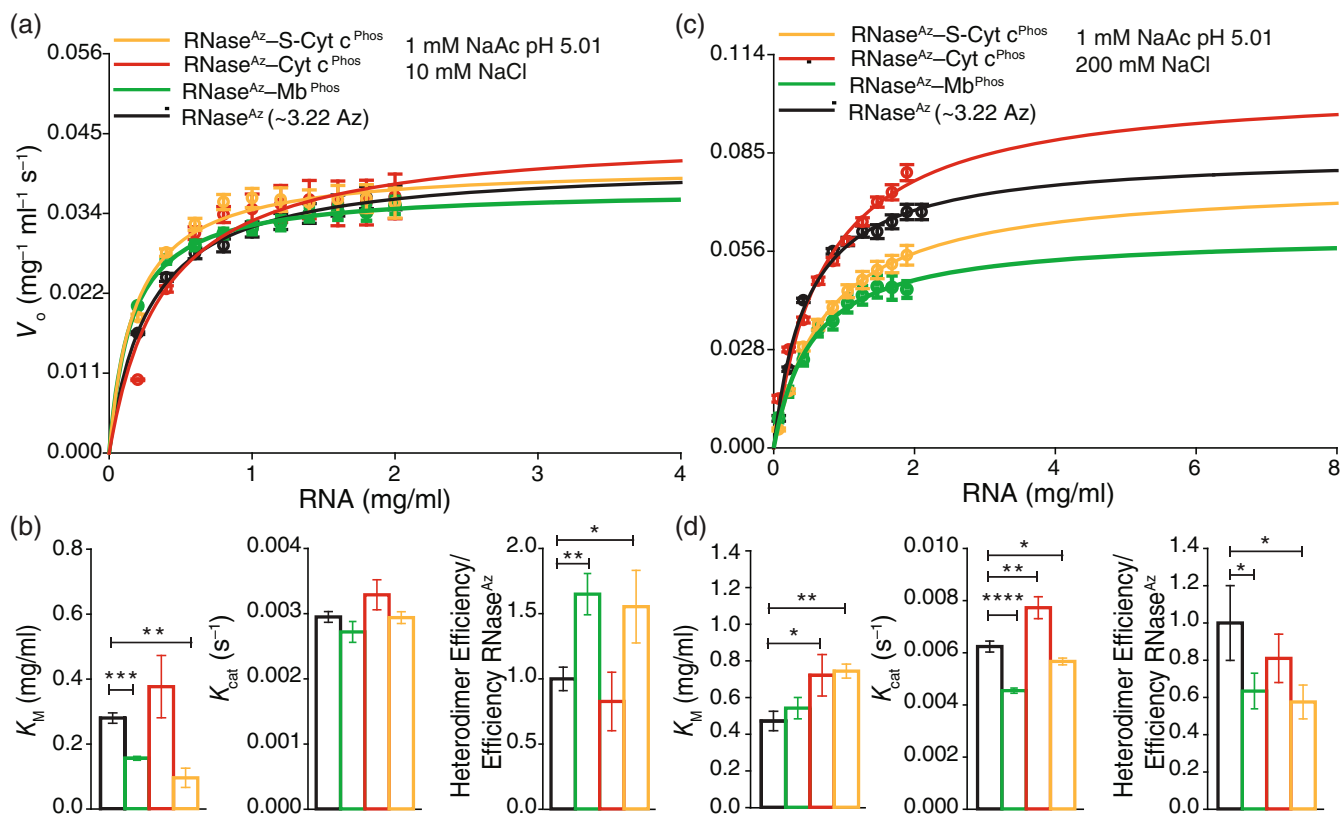 (a)
0.056
0.045
0.034
0.022
0.011
0.000
V₀ (mg⁻¹ ml⁻¹ s⁻¹)
RNase^Az–S-Cyt c^Phos
RNase^Az–Cyt c^Phos
RNase^Az–Mb^Phos
RNase^Az (~3.22 Az)
1 mM NaAc pH 5.01
10 mM NaCl
0 1 2 3 4
RNA (mg/ml)
(c)
0.114
0.085
0.056
0.028
0.000
RNase^Az–S-Cyt c^Phos
RNase^Az–Cyt c^Phos
RNase^Az–Mb^Phos
RNase^Az (~3.22 Az)
1 mM NaAc pH 5.01
200 mM NaCl
0 2 4 6 8
RNA (mg/ml)
(b)
K_M (mg/ml)
0.8
0.6
0.4
0.2
0.0
**
***
K_cat (s⁻¹)
0.004
0.003
0.002
0.001
0.000
Heterodimer Efficiency/
Efficiency RNase^Az
2.0
1.5
1.0
0.5
0.0
*
**
(d)
K_M (mg/ml)
1.4
1.2
1.0
0.8
0.6
0.4
0.2
0.0
**
*
K_cat (s⁻¹)
0.010
0.008
0.006
0.004
0.002
0.000
*
**
****
Heterodimer Efficiency/
Efficiency RNase^Az
1.4
1.2
1.0
0.8
0.6
0.4
0.2
0.0
*
*